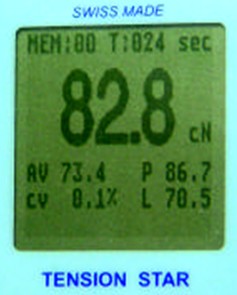 SWISS MADE
MEM:00 T:024 sec
82.8 cN
AV 73.4 P 86.7
CV 0.1% L 70.5
TENSION STAR